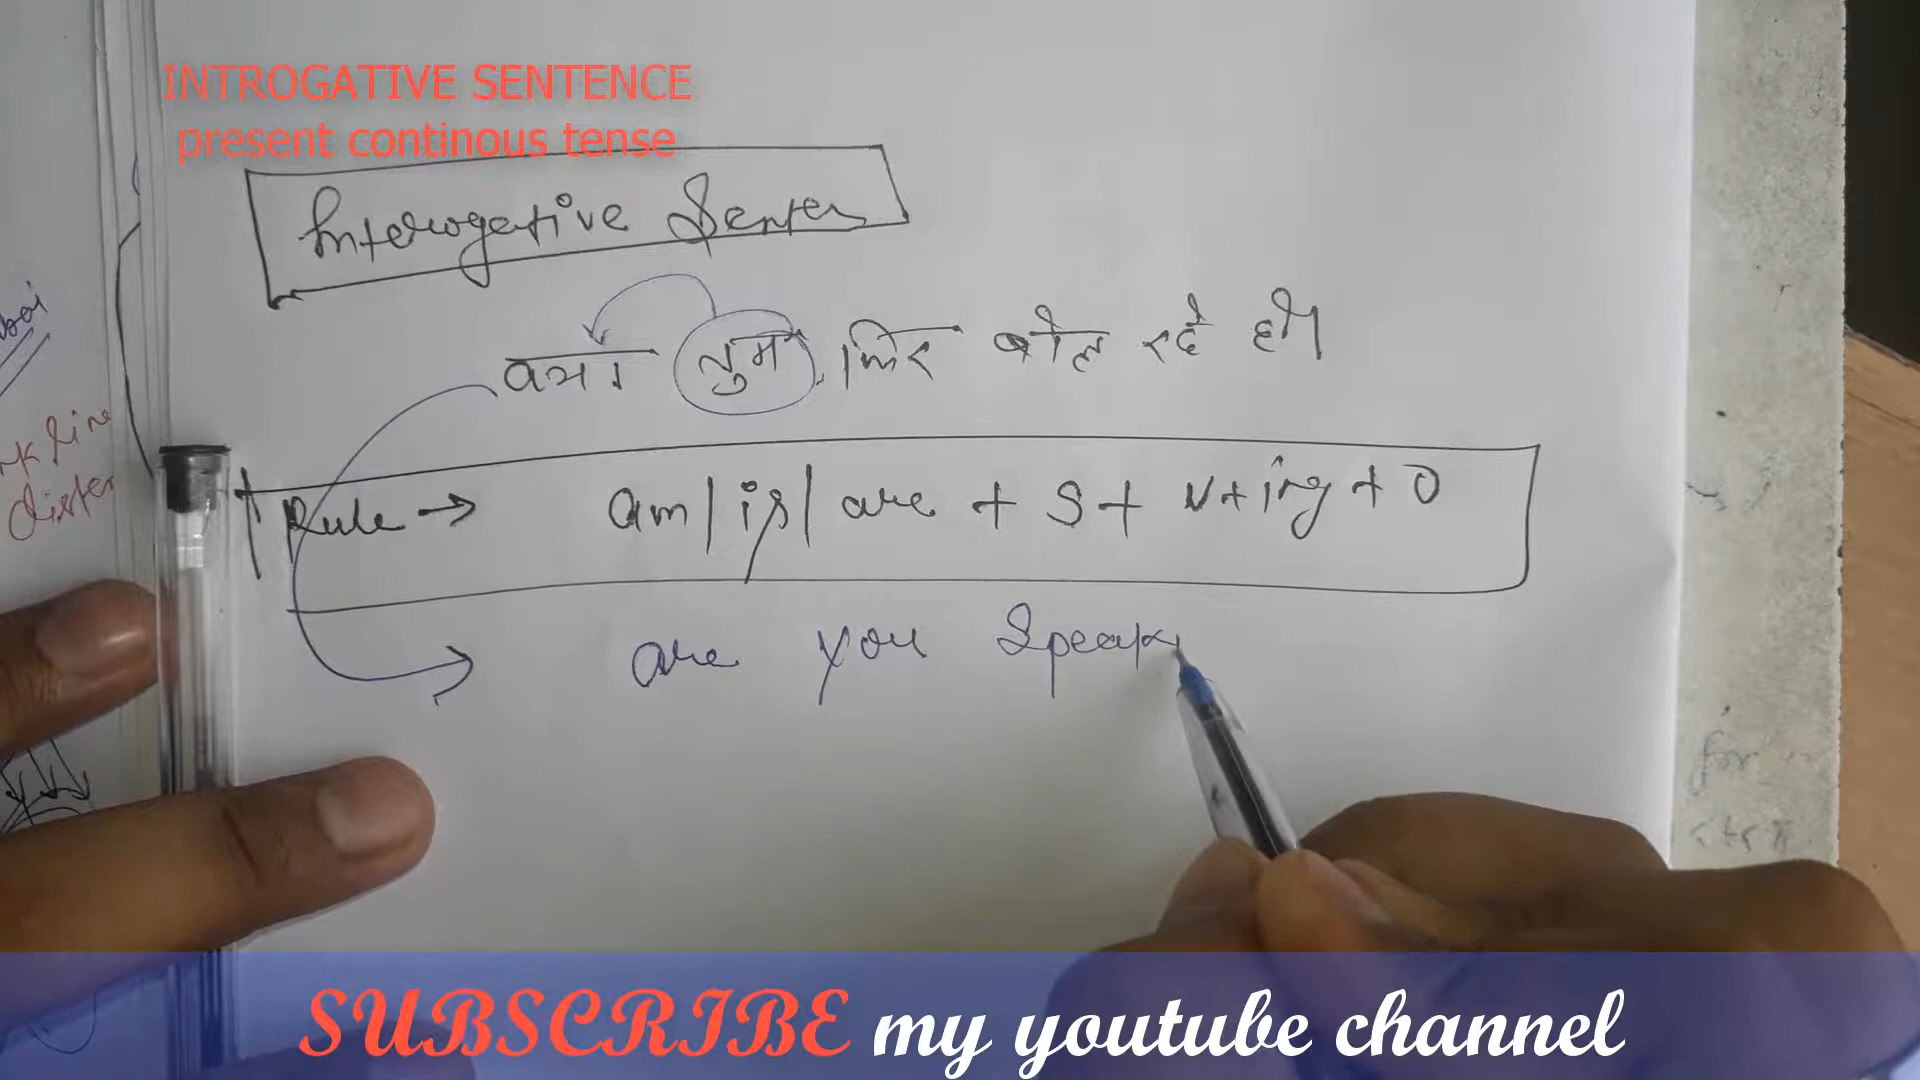 INTROGATIVE SENTENCE
present continous tense
Interogative Senten
क्या तुम फिर बोल रहे हो।
Rule → am | is | are + S + V + ing + O
are you Speak
SUBSCRIBE my youtube channel